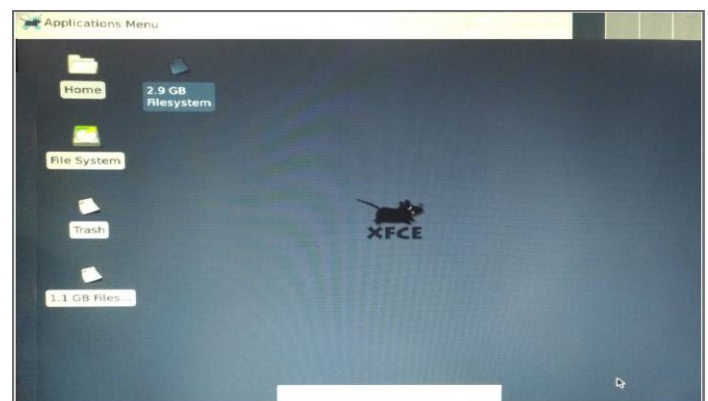 Applications Menu
Home
2.9 GB
Filesystem
File System
Trash
1.1 GB Files...
XFCE